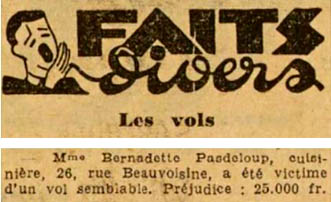 FAITS
divers
Les vols
Mme Bernadette Pasdeloup, cuisi-
nière, 26, rue Beauvoisine, a été victime
d'un vol semblable. Préjudice : 25.000 fr.